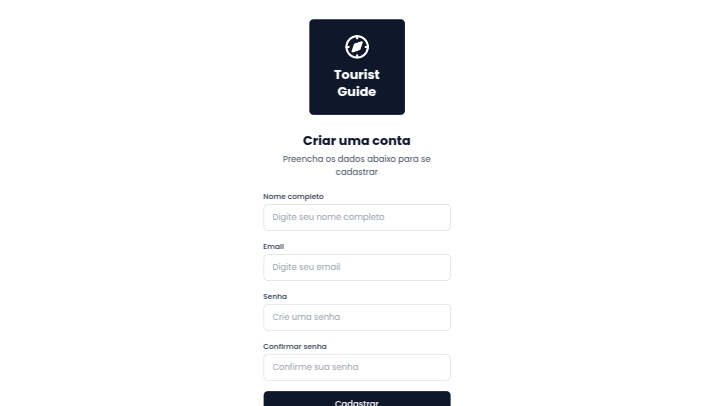 Tourist
Guide
Criar uma conta
Preencha os dados abaixo para se
cadastrar
Nome completo
Digite seu nome completo
Email
Digite seu email
Senha
Crie uma senha
Confirmar senha
Confirme sua senha
Cadastrar